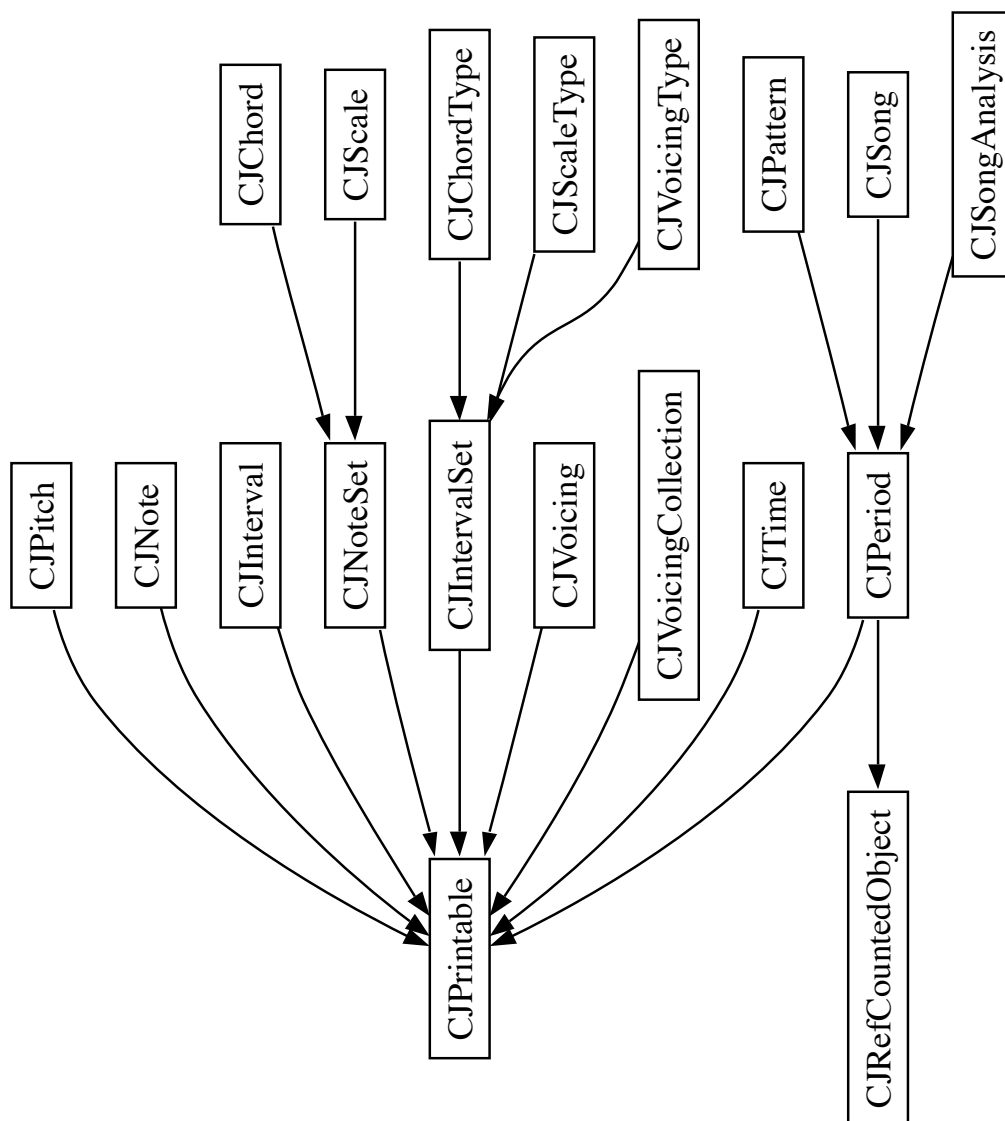 CJChord
CJScale
CJChordType
CJScaleType
CJVoicingType
CJPattern
CJSong
CJSongAnalysis
CJPitch
CJNote
CJInterval
CJNoteSet
CJIntervalSet
CJVoicing
CJVoicingCollection
CJTime
CJPeriod
CJPrintable
CJRefCountedObject